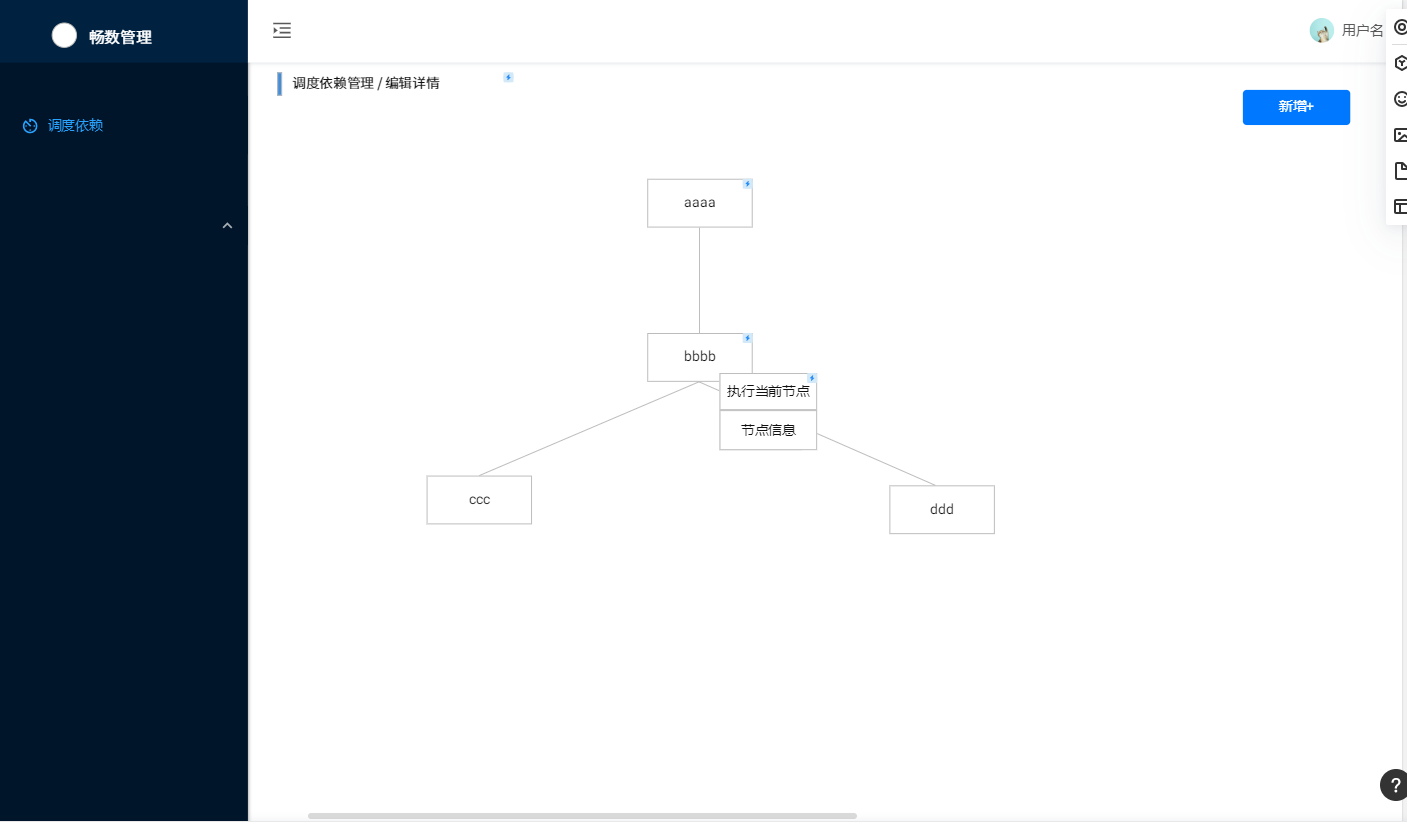 畅数管理
用户名
调度依赖管理 / 编辑详情
新增+
调度依赖
aaaa
bbbb
执行当前节点
节点信息
ccc
ddd
?